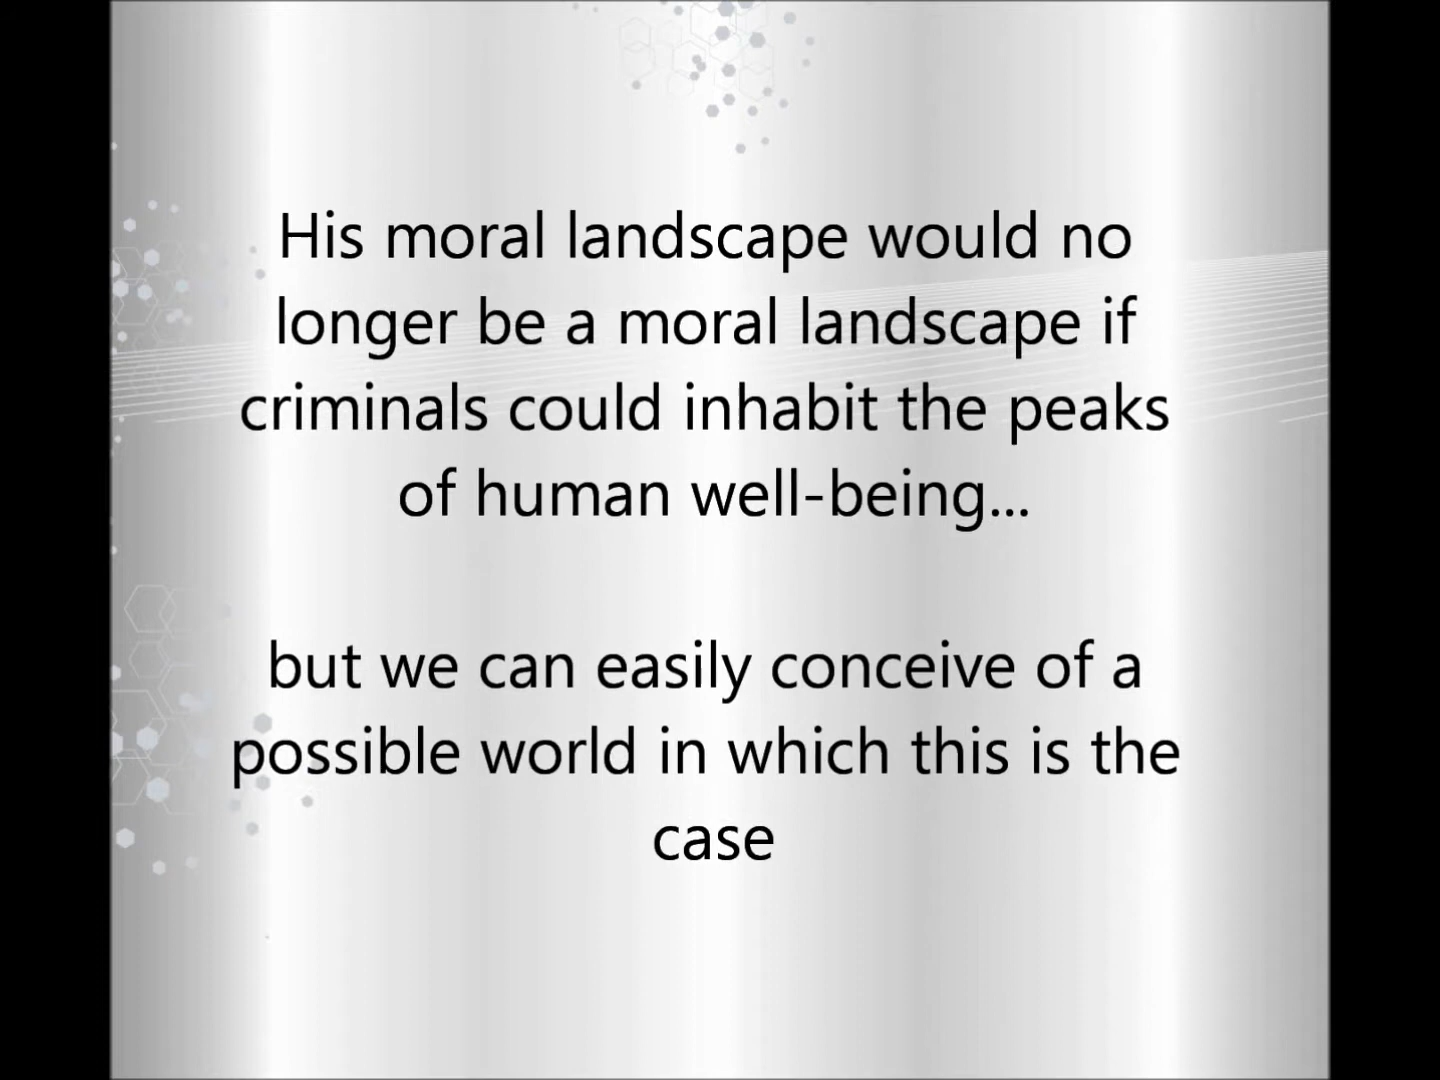 His moral landscape would no
longer be a moral landscape if
criminals could inhabit the peaks
of human well-being...
but we can easily conceive of a
possible world in which this is the
case